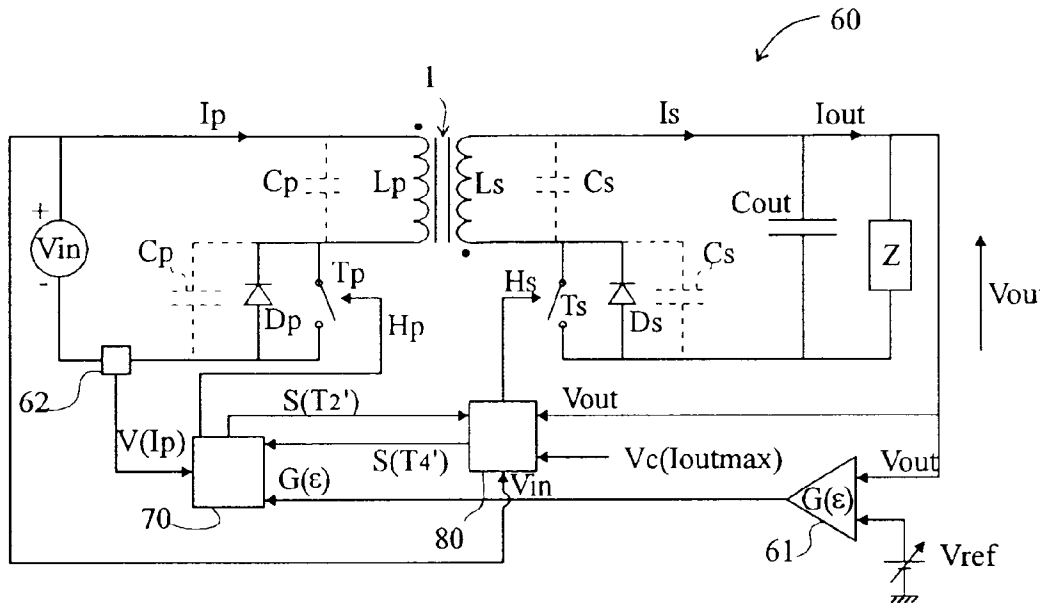 60
1
Ip
Is
Iout
Cp
Lp
Ls
Cs
Cout
+
Vin
-
Cp
Dp
Tp
Hp
Hs
Ts
Ds
Cs
Z
Vout
62
S(T2')
Vout
V(Ip)
S(T4')
Vc(Ioutmax)
G(ε)
Vin
Vout
G(ε)
70
80
61
Vref